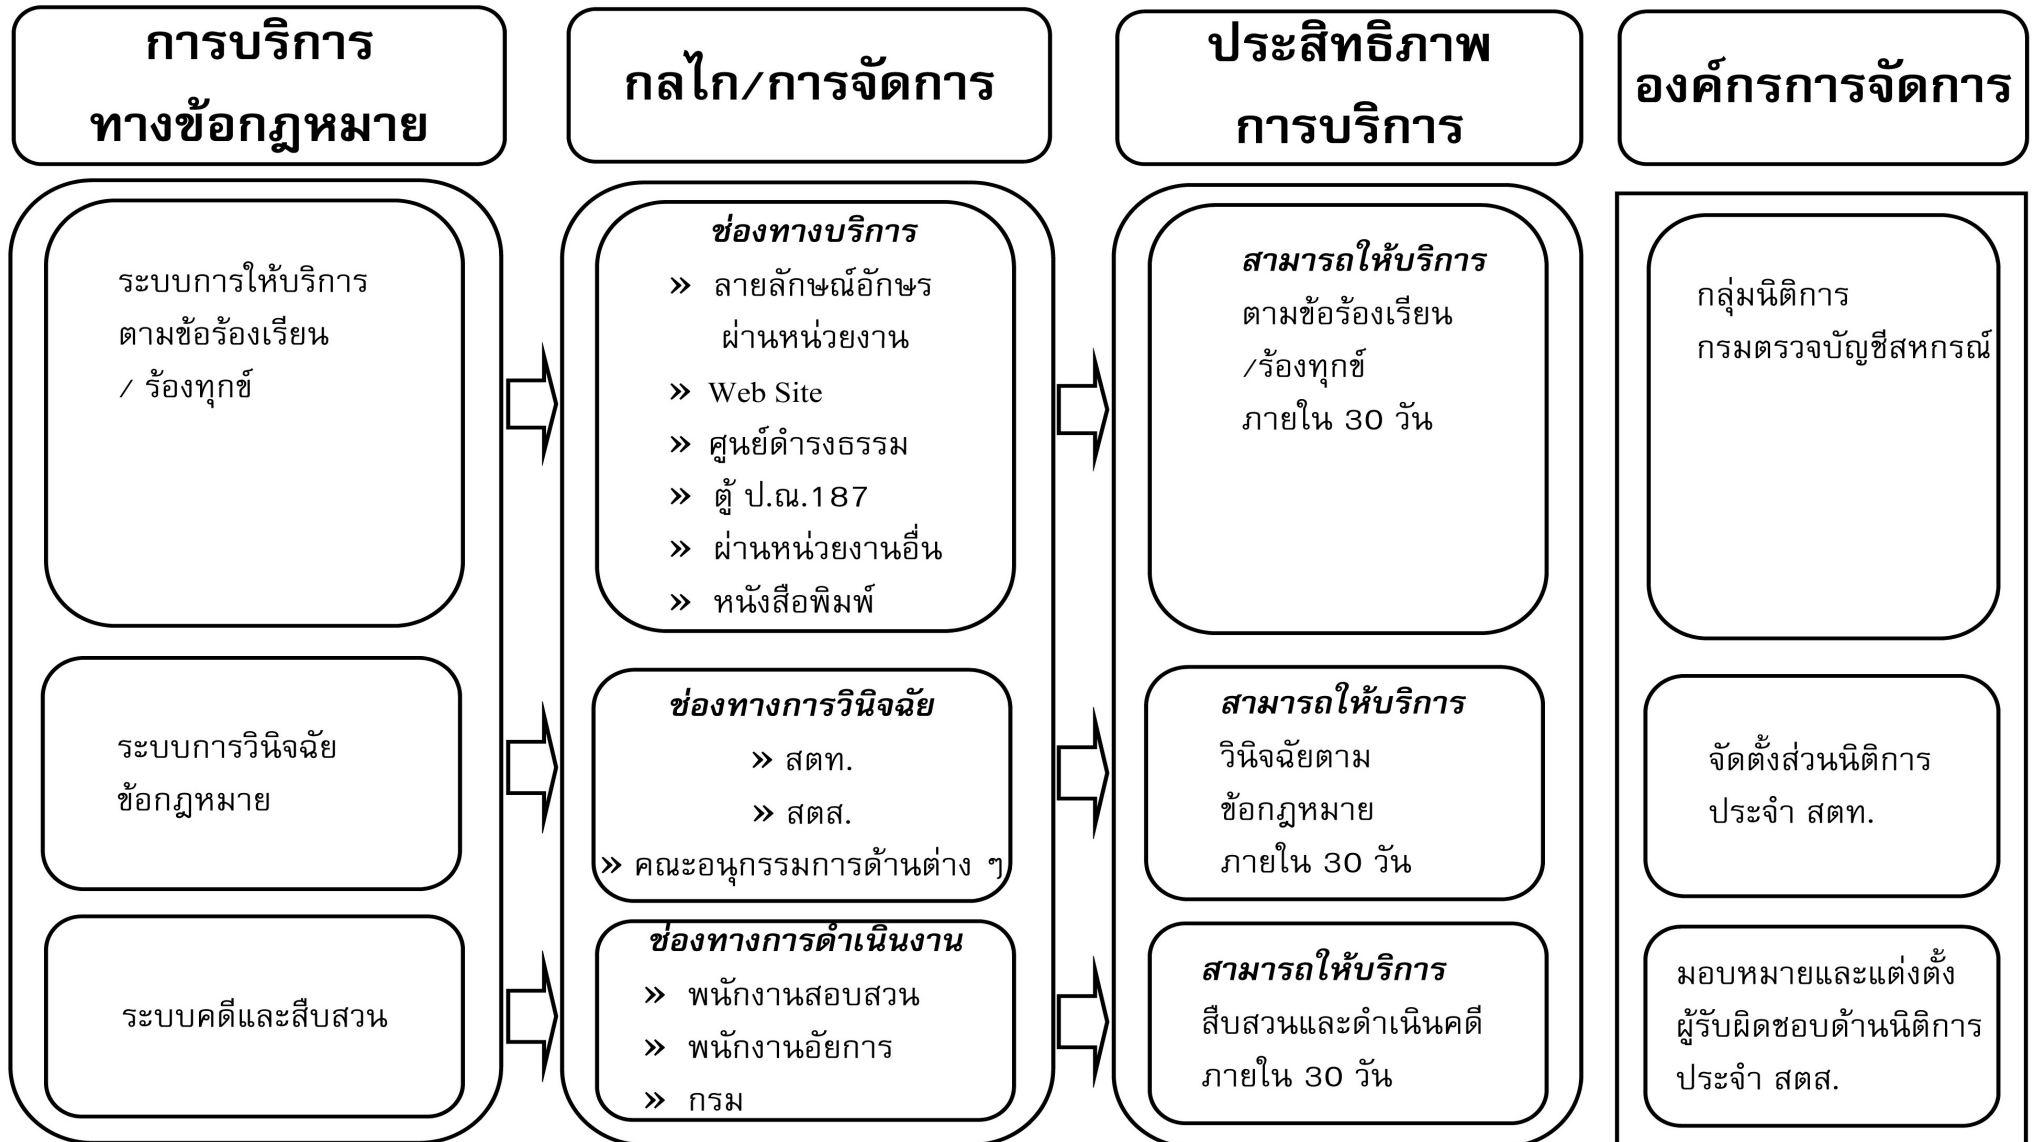 การบริการ
ทางข้อกฎหมาย
กลไก/การจัดการ
ประสิทธิภาพ
การบริการ
องค์กรการจัดการ
ระบบการให้บริการ
ตามข้อร้องเรียน
/ ร้องทุกข์
ช่องทางบริการ
» ลายลักษณ์อักษร
ผ่านหน่วยงาน
» Web Site
» ศูนย์ดำรงธรรม
» ตู้ ป.ณ.187
» ผ่านหน่วยงานอื่น
» หนังสือพิมพ์
สามารถให้บริการ
ตามข้อร้องเรียน
/ร้องทุกข์
ภายใน 30 วัน
กลุ่มนิติการ
กรมตรวจบัญชีสหกรณ์
ระบบการวินิจฉัย
ข้อกฎหมาย
ช่องทางการวินิจฉัย
» สตท.
» สตส.
» คณะอนุกรรมการด้านต่าง ๆ
สามารถให้บริการ
วินิจฉัยตาม
ข้อกฎหมาย
ภายใน 30 วัน
จัดตั้งส่วนนิติการ
ประจำ สตท.
ระบบคดีและสืบสวน
ช่องทางการดำเนินงาน
» พนักงานสอบสวน
» พนักงานอัยการ
» กรม
สามารถให้บริการ
สืบสวนและดำเนินคดี
ภายใน 30 วัน
มอบหมายและแต่งตั้ง
ผู้รับผิดชอบด้านนิติการ
ประจำ สตส.